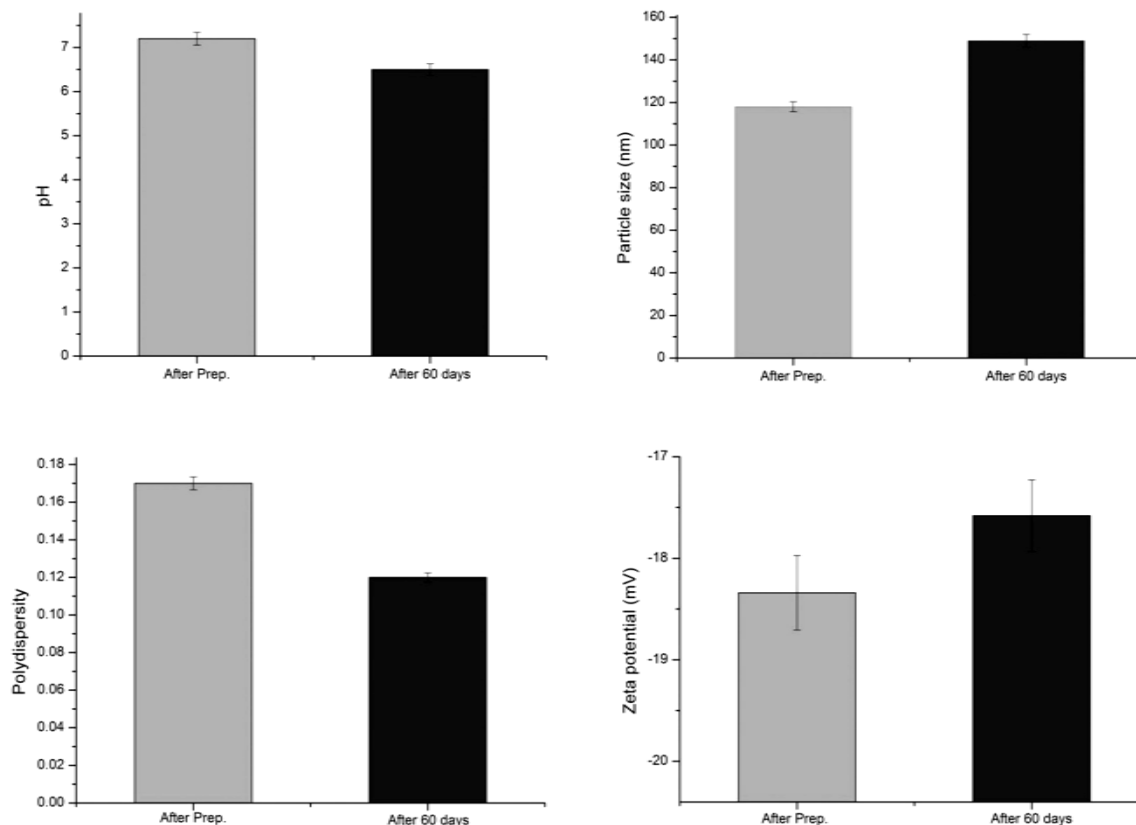 pH
7
6
5
4
3
2
1
0
After Prep.
After 60 days
Particle size (nm)
160
140
120
100
80
60
40
20
0
After Prep.
After 60 days
Polydispersity
0.18
0.16
0.14
0.12
0.10
0.08
0.06
0.04
0.02
0.00
After Prep.
After 60 days
Zeta potential (mV)
-17
-18
-19
-20
After Prep.
After 60 days